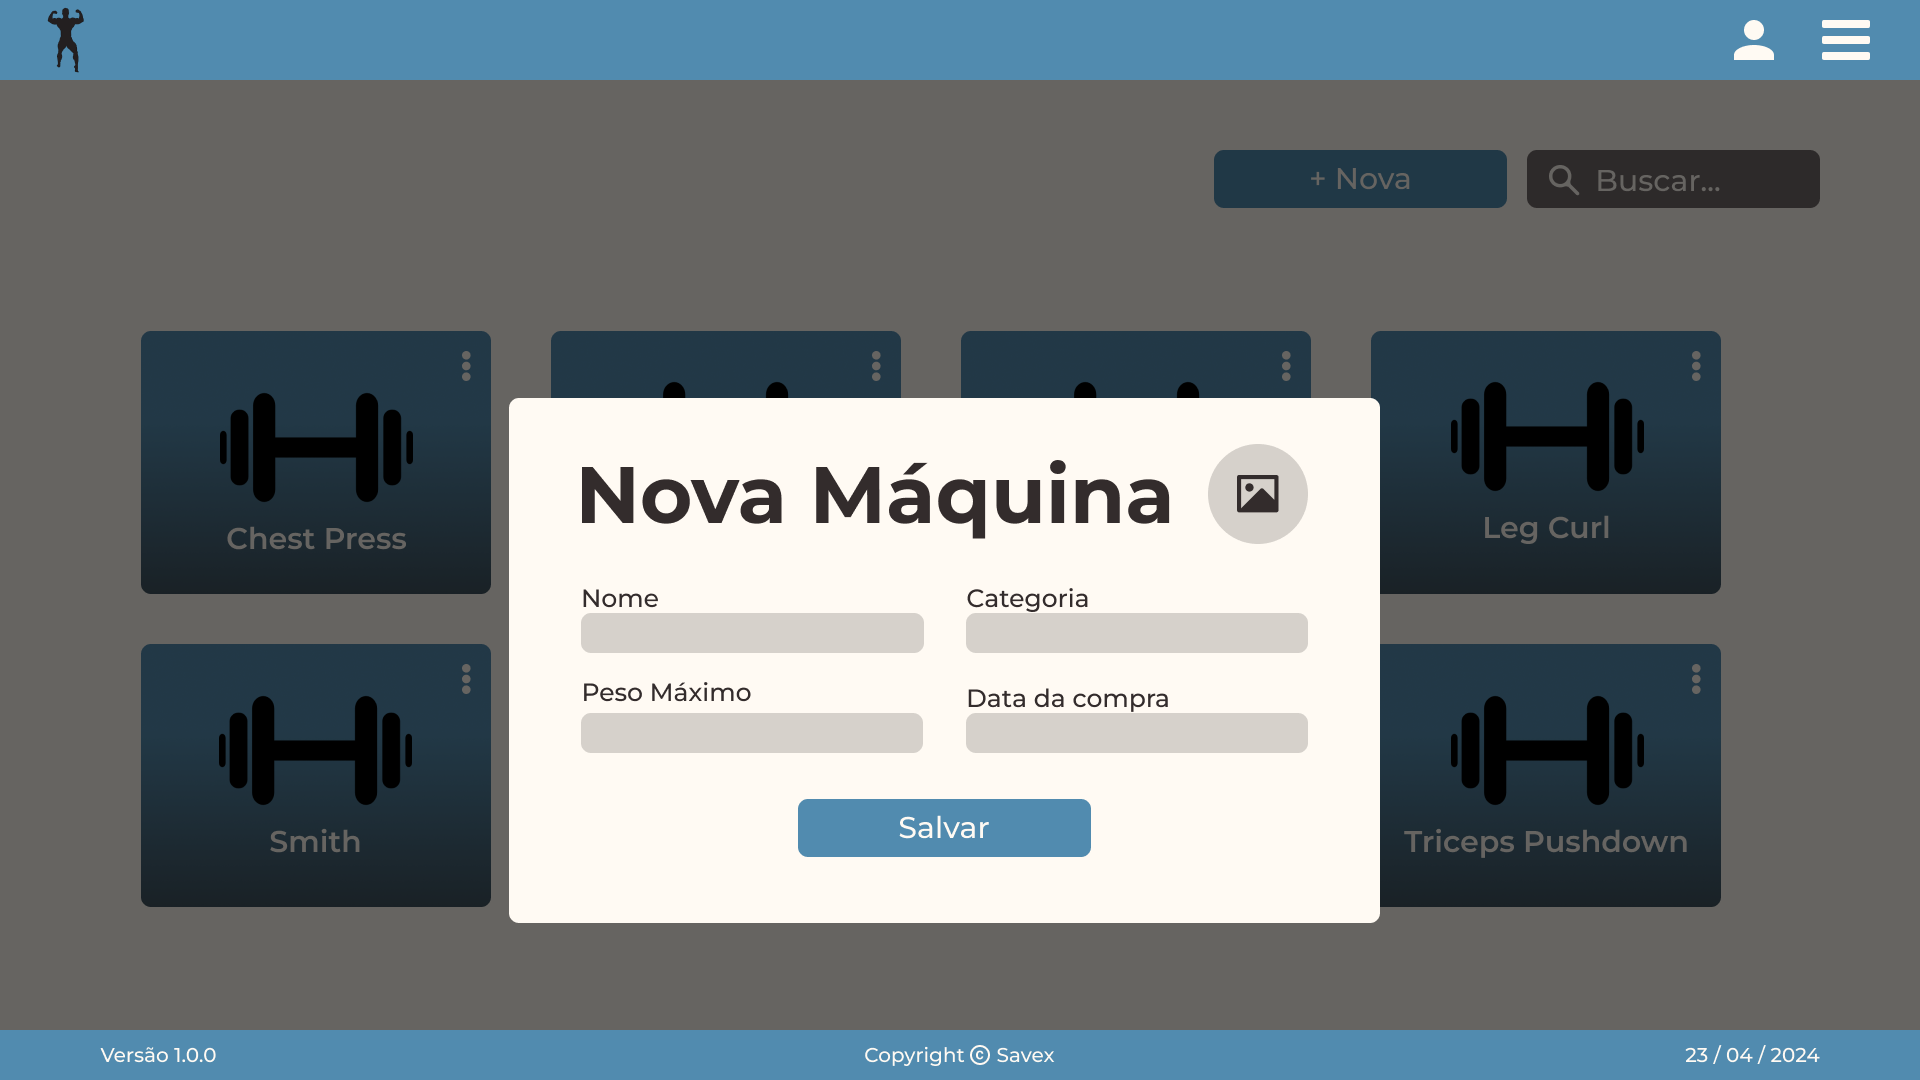 + Nova
Buscar...
Chest Press
Leg Curl
Nova Máquina
Nome
Categoria
Peso Máximo
Data da compra
Salvar
Smith
Triceps Pushdown
Versão 1.0.0
Copyright © Savex
23 / 04 / 2024